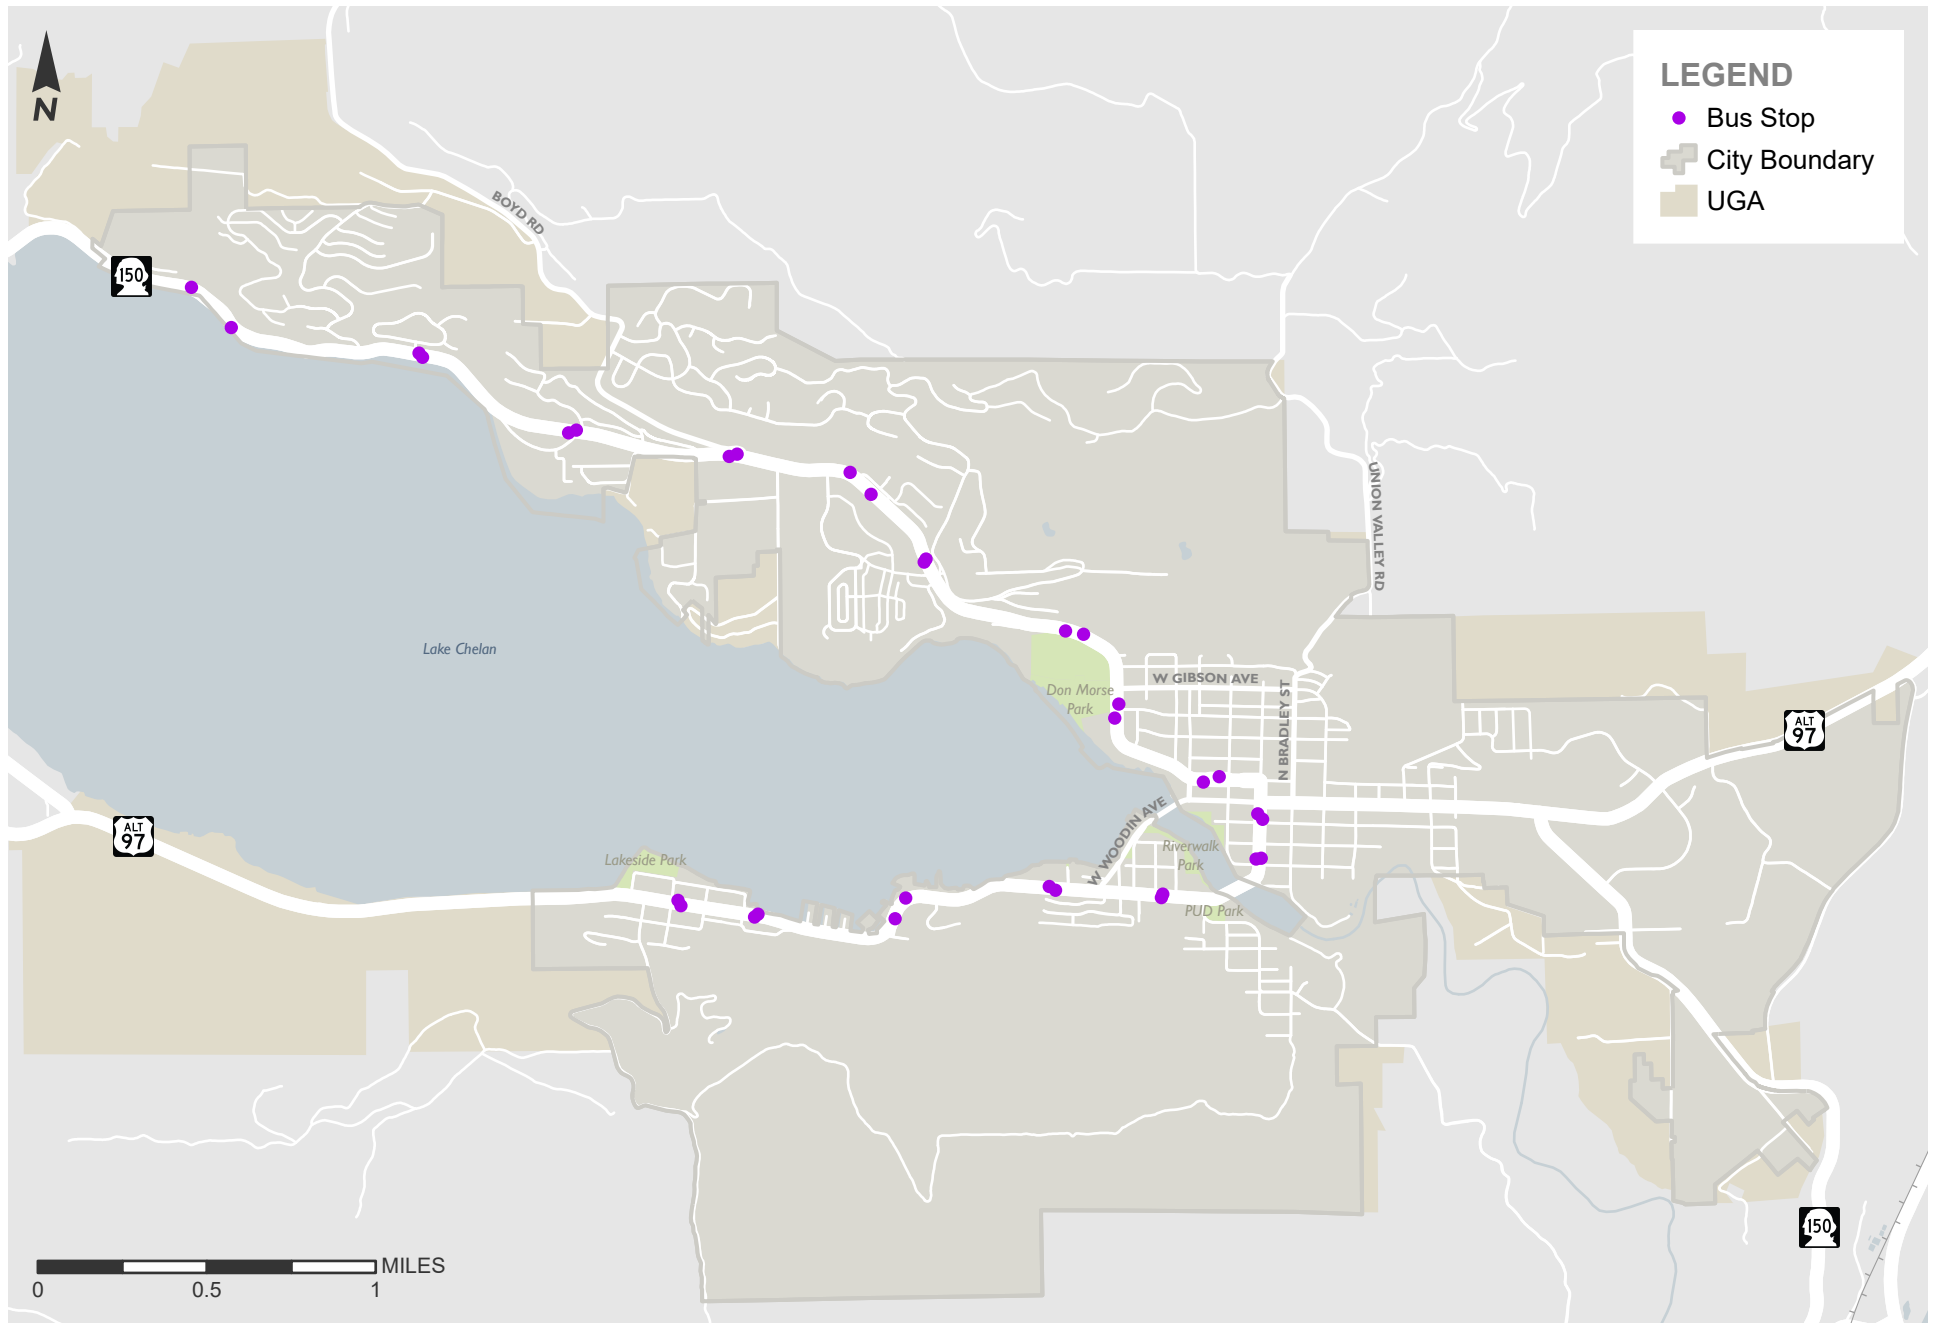 N
LEGEND
Bus Stop
City Boundary
UGA
BOYD RD
150
UNION VALLEY RD
Lake Chelan
W GIBSON AVE
Don Morse
Park
N BRADLEY ST
ALT
97
W WOODIN AVE
ALT
97
Riverwalk
Park
Lakeside Park
PUD Park
150
MILES
0
0.5
1